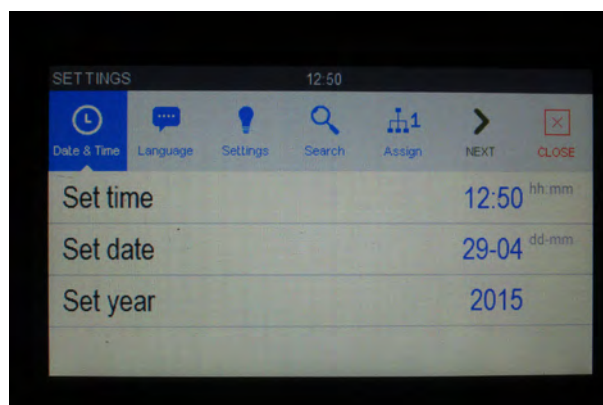 SETTINGS 12:50
Date & Time Language Settings Search 1 Assign NEXT CLOSE
Set time 12:50 hh:mm
Set date 29-04 dd-mm
Set year 2015